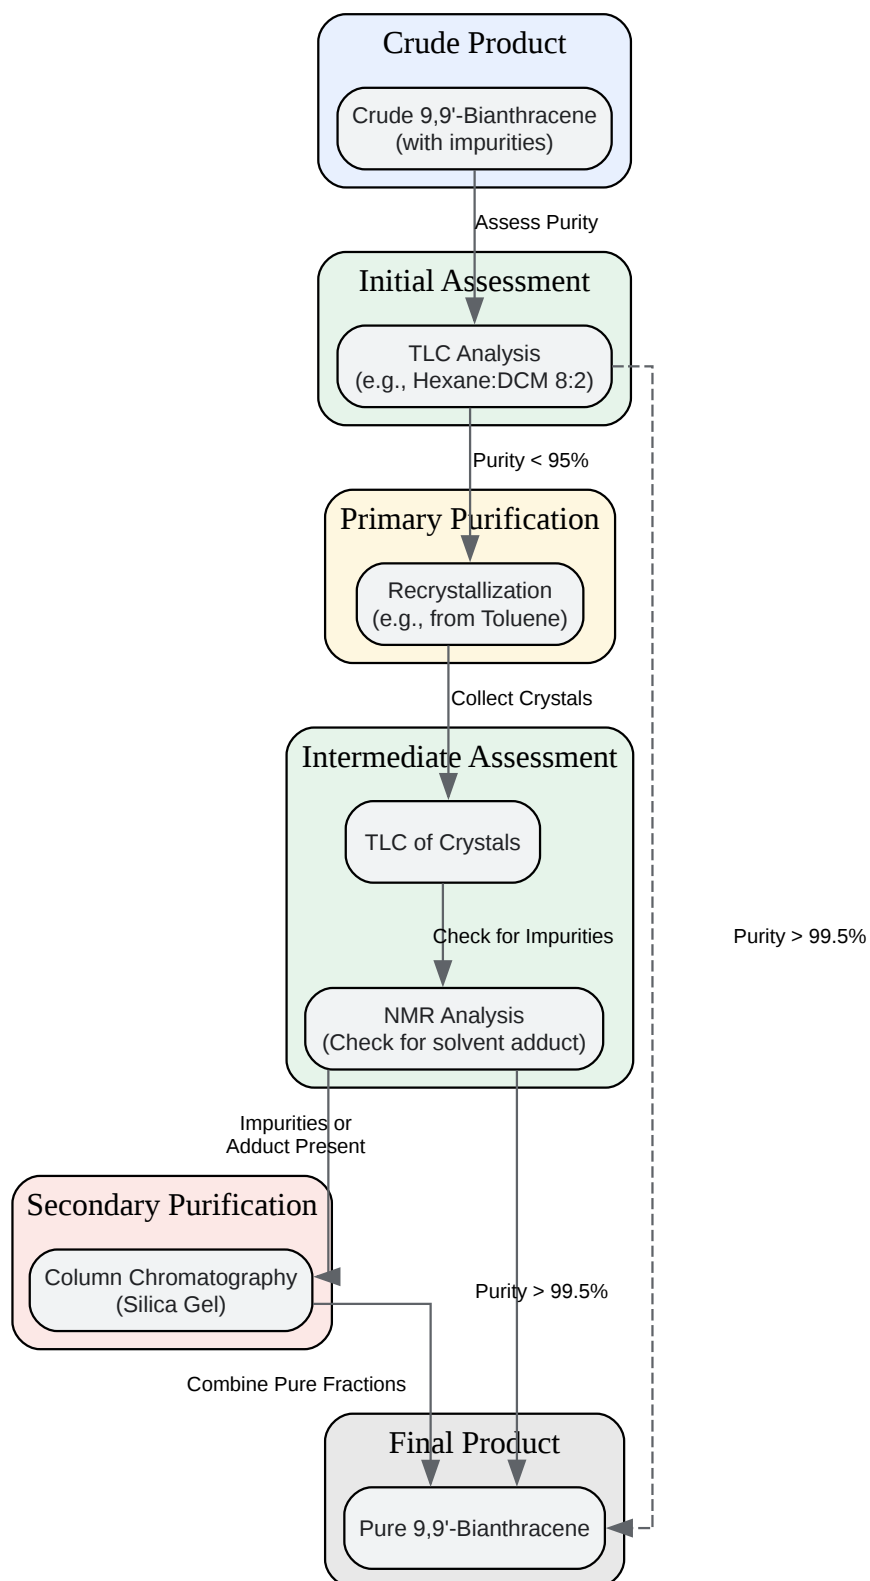 Crude Product
Crude 9,9'-Bianthracene
(with impurities)
Assess Purity
Initial Assessment
TLC Analysis
(e.g., Hexane:DCM 8:2)
Purity < 95%
Primary Purification
Recrystallization
(e.g., from Toluene)
Collect Crystals
Intermediate Assessment
TLC of Crystals
Check for Impurities
Purity > 99.5%
NMR Analysis
(Check for solvent adduct)
Impurities or
Adduct Present
Secondary Purification
Column Chromatography
(Silica Gel)
Purity > 99.5%
Combine Pure Fractions
Final Product
Pure 9,9'-Bianthracene